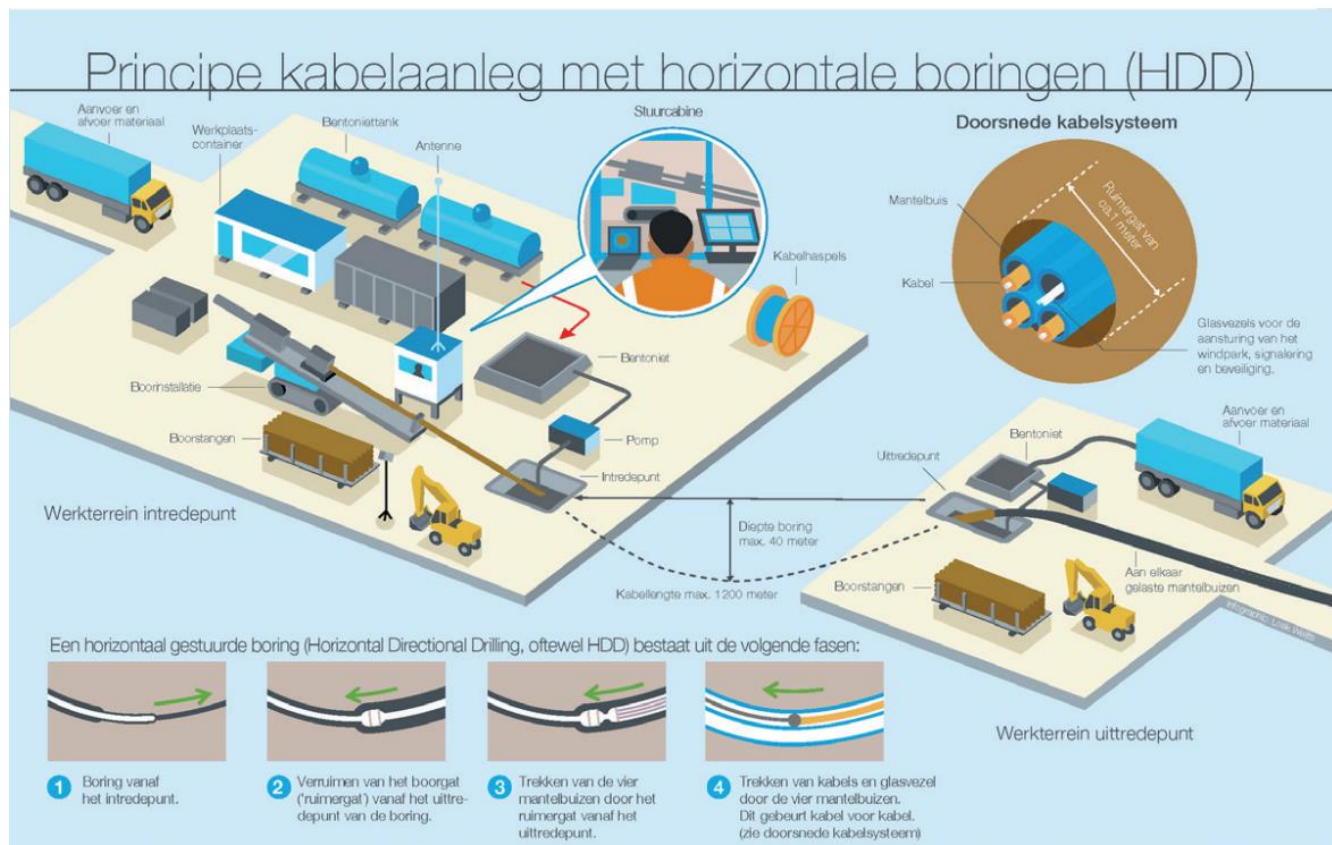 Principe kabelaanleg met horizontale boringen (HDD)
Aanvoer en
afvoer materiaal
Werkplaats-
container
Bentoniettank
Antenne
Stuurcabine
Kabelhaspels
Bentoniet
Boorinstallatie
Boorstangen
Pomp
Intredepunt
Werkterrein intredepunt
Doorsnede kabelsysteem
Ruimergat van
ca.1 meter
Mantelbuis
Kabel
Glasvezels voor de
aansturing van het
windpark, signalering
en beveiliging.
Aanvoer en
afvoer materiaal
Bentoniet
Uittredepunt
Diepte boring
max. 40 meter
Kabellengte max. 1200 meter
Boorstangen
Aan elkaar
gelaste mantelbuizen
Werkterrein uittredepunt
Een horizontaal gestuurde boring (Horizontal Directional Drilling, oftewel HDD) bestaat uit de volgende fasen:
1 Boring vanaf
het intredepunt.
2 Verruimen van het boorgat
('ruimergat') vanaf het uittre-
depunt van de boring.
3 Trekken van de vier
mantelbuizen door het
ruimergat vanaf het
uittredepunt.
4 Trekken van kabels en glasvezel
door de vier mantelbuizen.
Dit gebeurt kabel voor kabel.
(zie doorsnede kabelsysteem)